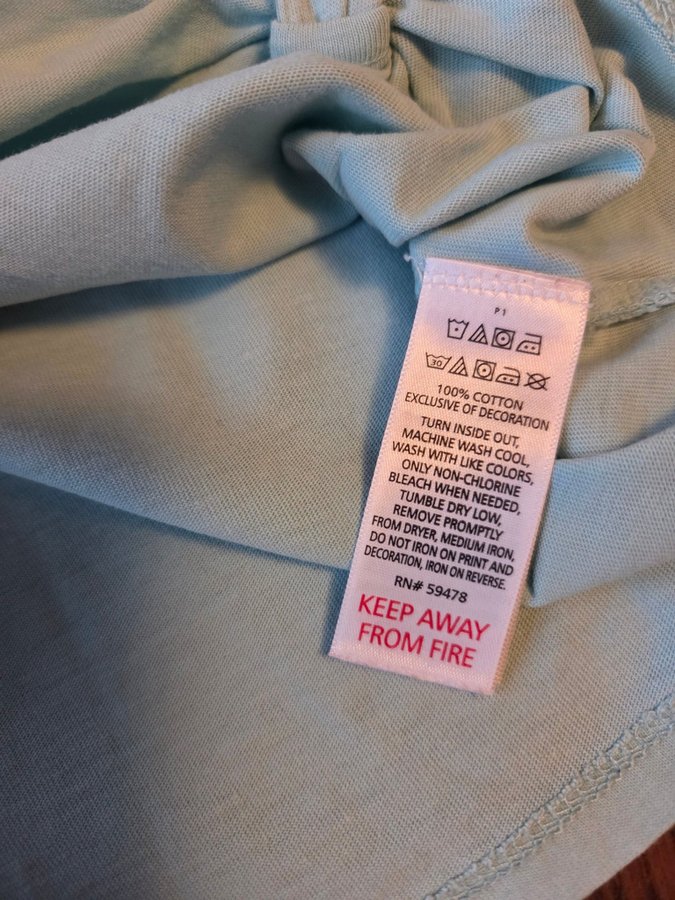 P1
30
100% COTTON
EXCLUSIVE OF DECORATION
TURN INSIDE OUT,
MACHINE WASH COOL,
WASH WITH LIKE COLORS,
ONLY NON-CHLORINE
BLEACH WHEN NEEDED,
TUMBLE DRY LOW,
REMOVE PROMPTLY
FROM DRYER, MEDIUM IRON,
DO NOT IRON ON PRINT AND
DECORATION, IRON ON REVERSE.
RN# 59478
KEEP AWAY
FROM FIRE